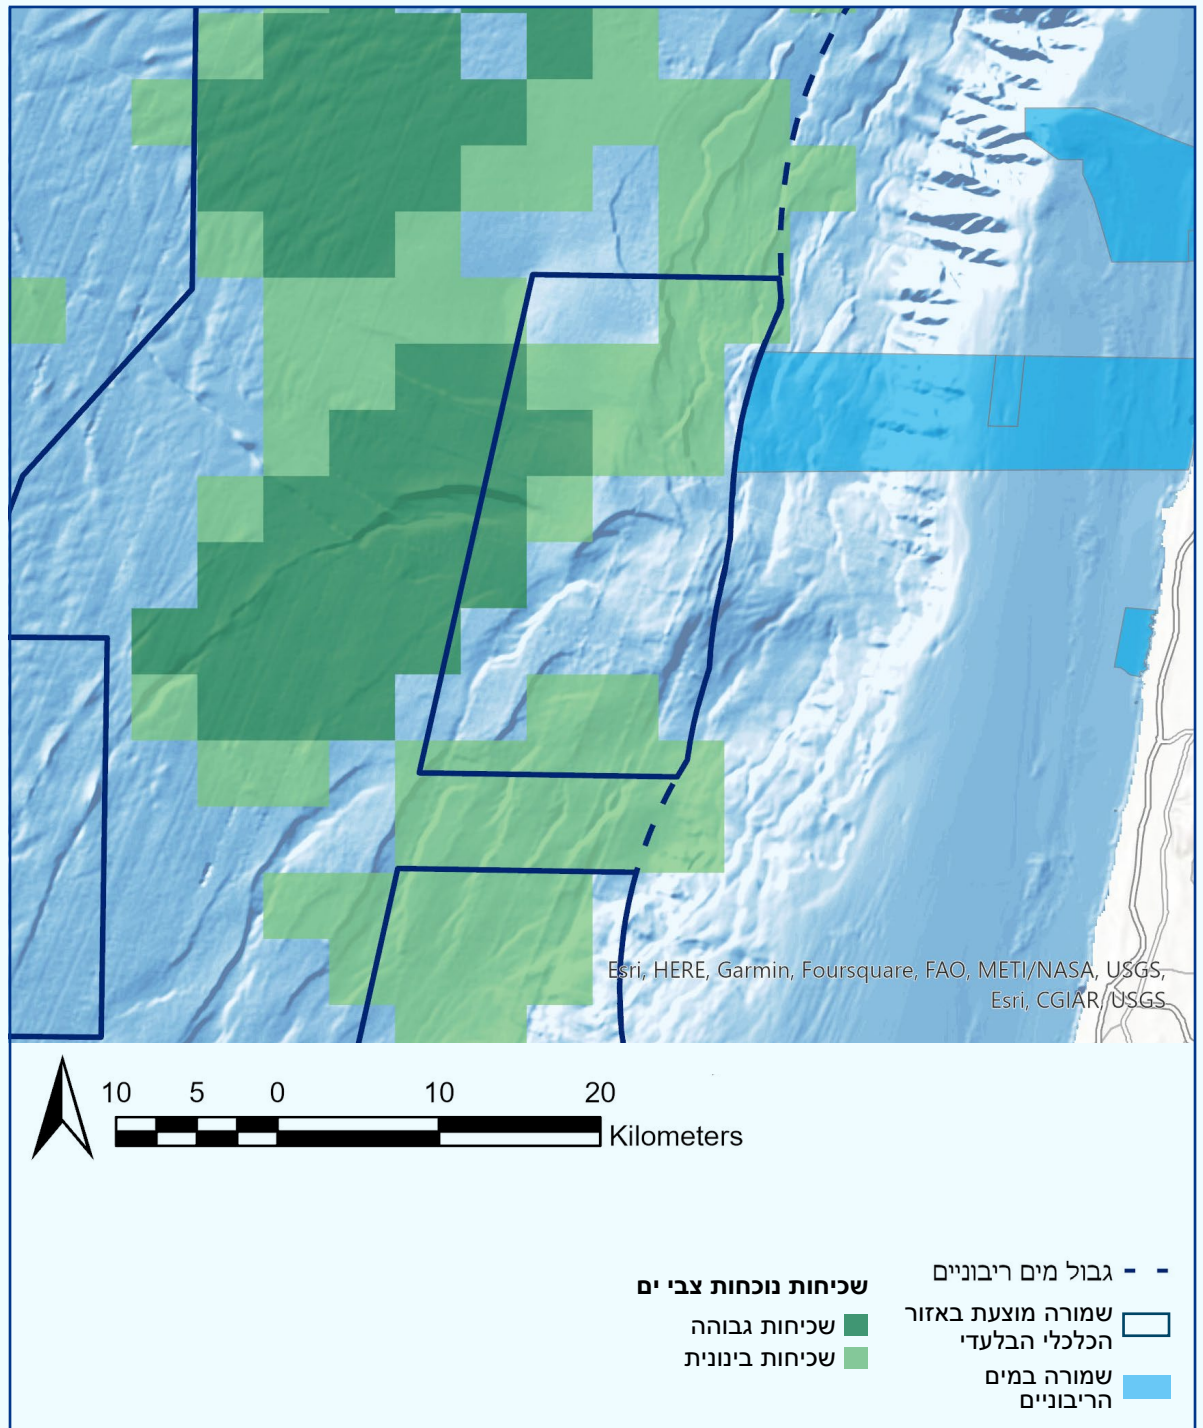 Esri, HERE, Garmin, Foursquare, FAO, METI/NASA, USGS,
Esri, CGIAR, USGS
10 5 0 10 20
Kilometers
גבול מים ריבוניים
שמורה מוצעת באזור
הכלכלי הבלעדי
שמורה במים
הריבוניים
שכיחות נוכחות צבי ים
שכיחות גבוהה
שכיחות בינונית